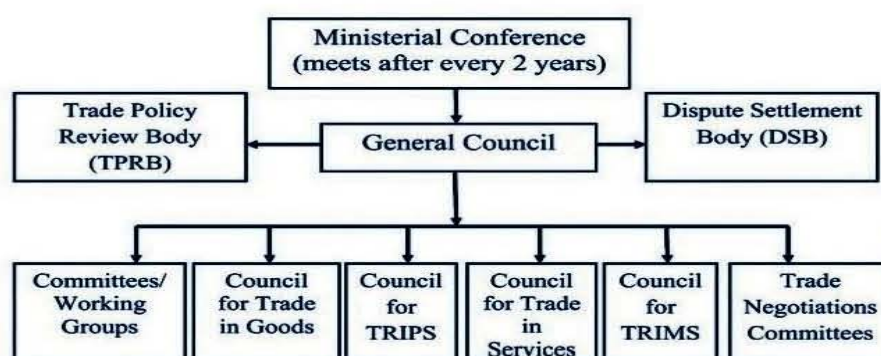 Ministerial Conference
(meets after every 2 years)
Trade Policy
Review Body
(TPRB)
General Council
Dispute Settlement
Body (DSB)
Committees/
Working
Groups
Council
for Trade
in Goods
Council
for
TRIPS
Council
for Trade
in
Services
Council
for
TRIMS
Trade
Negotiations
Committees